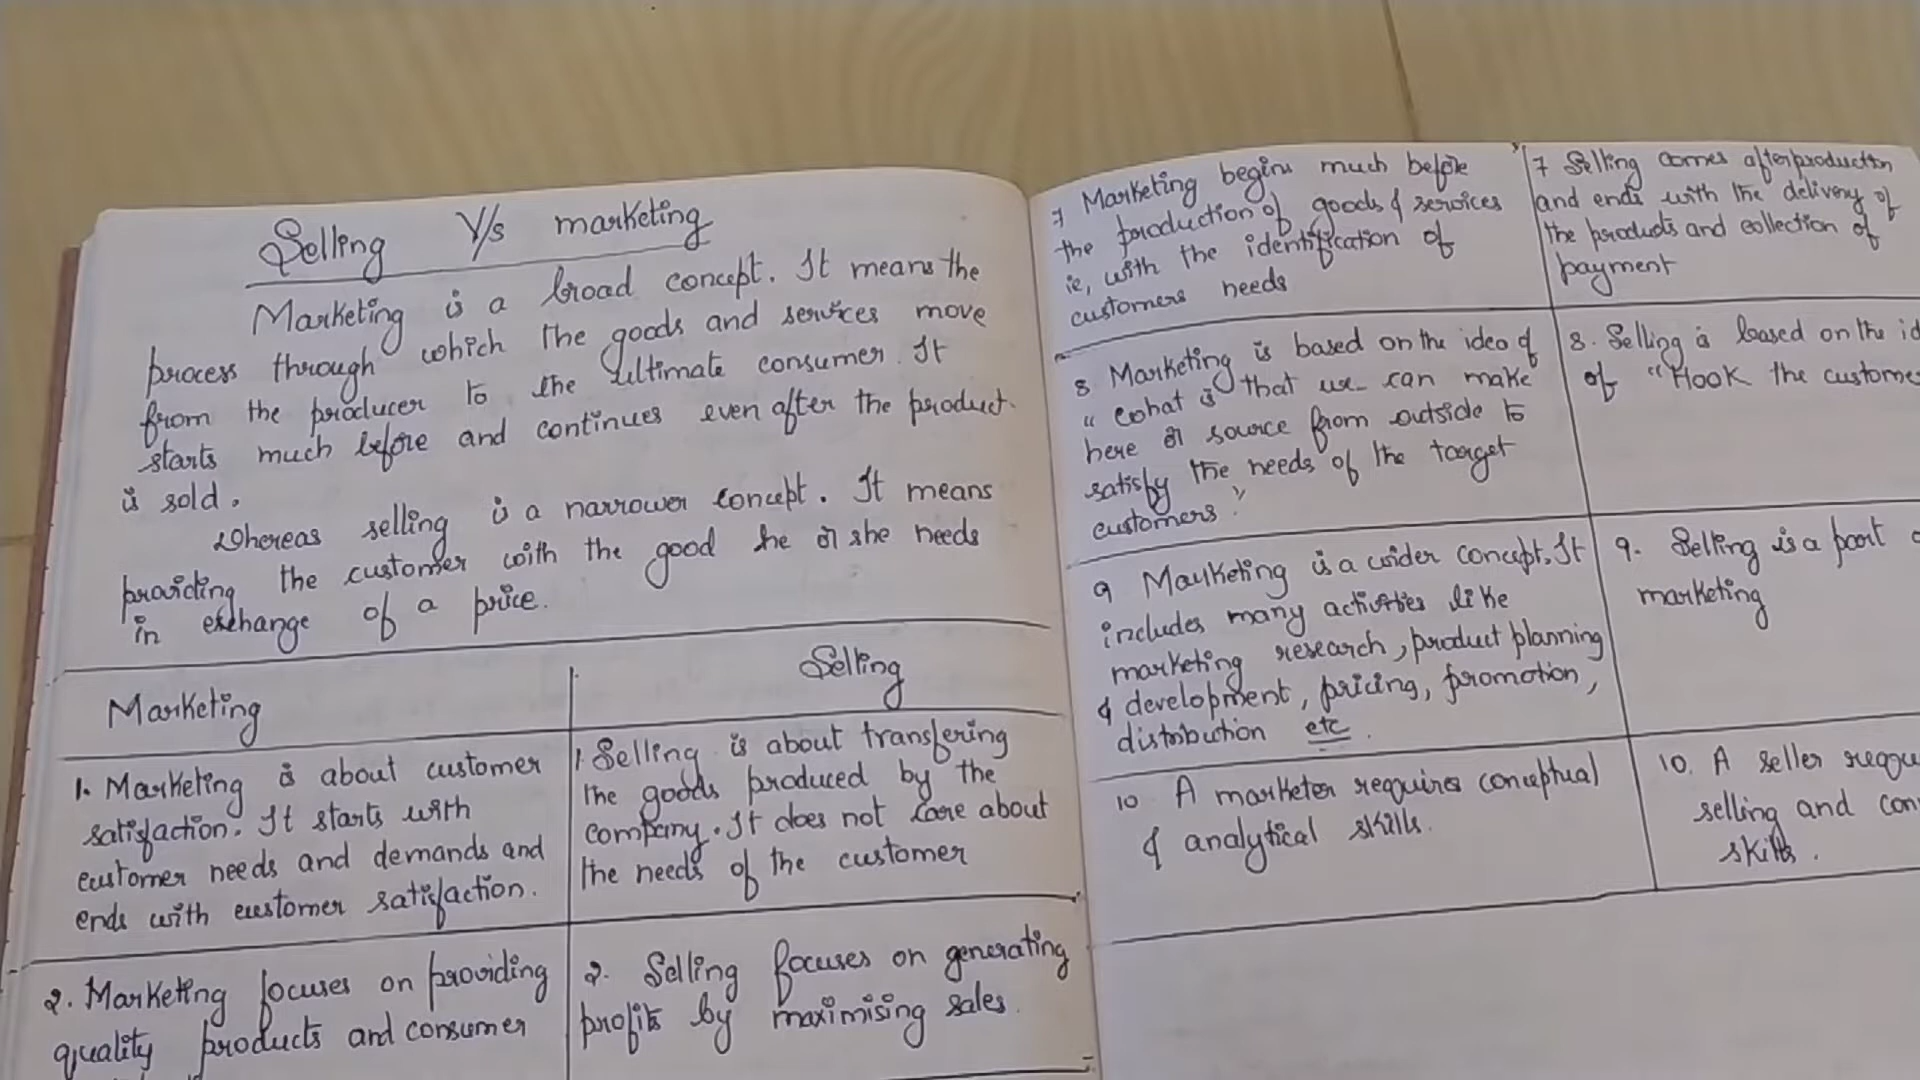 Selling V/s marketing
Marketing is a broad concept. It means the
process through which the goods and services move
from the producer to the ultimate consumer. It
starts much before and continues even after the product
is sold.
Whereas selling is a narrower concept. It means
providing the customer with the good he or she needs
in exchange of a price.
Marketing
1. Marketing is about customer
satisfaction. It starts with
customer needs and demands and
ends with customer satisfaction.
2. Marketing focuses on providing
quality products and consumer
Selling
1. Selling is about transfering
the goods produced by the
company. It does not care about
the needs of the customer
2. Selling focuses on generating
profits by maximising sales.
7 Marketing begins much before
the production of goods & services
ie, with the identification of
customers needs
7 Selling comes after production
and ends with the delivery of
the products and collection of
payment
8 Marketing is based on the idea of
"What is that we can make
here or source from outside to
satisfy the needs of the target
customers."
8. Selling is based on the
of "Hook the
9 Marketing is a wider concept. It
includes many activities like
marketing research, product planning
& development, pricing, promotion,
distribution etc.
9. Selling is a part
marketing
10 A marketer requires conceptual
& analytical skills.
10. A seller
selling and
skills.